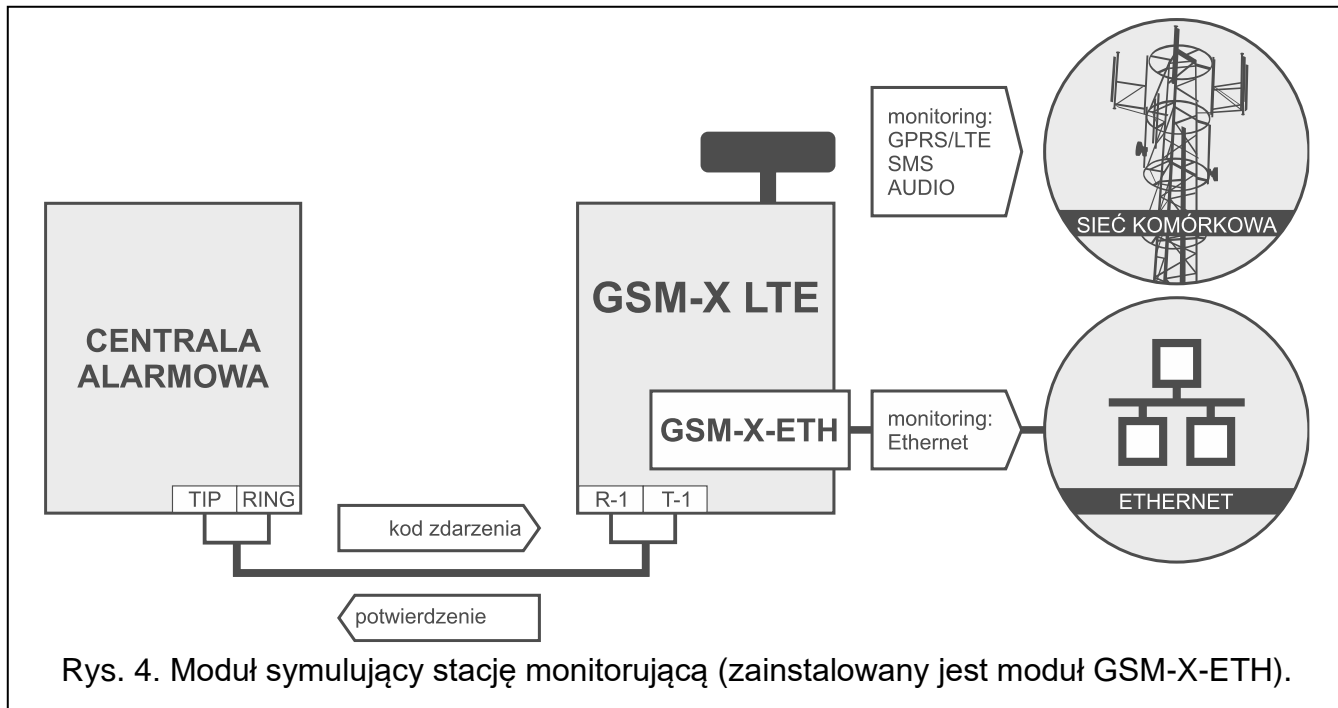 CENTRALA
ALARMOWA
TIP RING
GSM-X LTE
GSM-X-ETH
R-1 T-1
kod zdarzenia
potwierdzenie
monitoring:
GPRS/LTE
SMS
AUDIO
SIEĆ KOMÓRKOWA
monitoring:
Ethernet
ETHERNET
Rys. 4. Moduł symulujący stację monitorującą (zainstalowany jest moduł GSM-X-ETH).